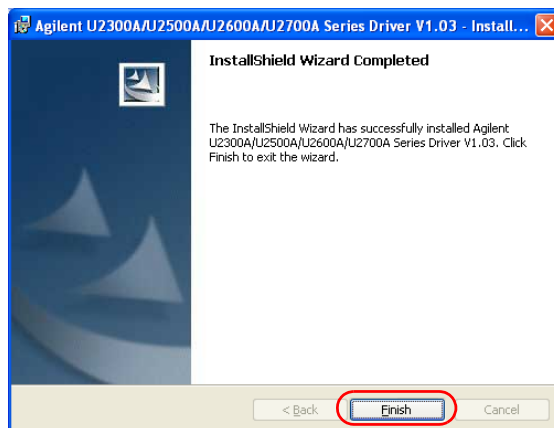 Agilent U2300A/U2500A/U2600A/U2700A Series Driver V1.03 - Install...
InstallShield Wizard Completed
The InstallShield Wizard has successfully installed Agilent
U2300A/U2500A/U2600A/U2700A Series Driver V1.03. Click
Finish to exit the wizard.
< Back Finish Cancel